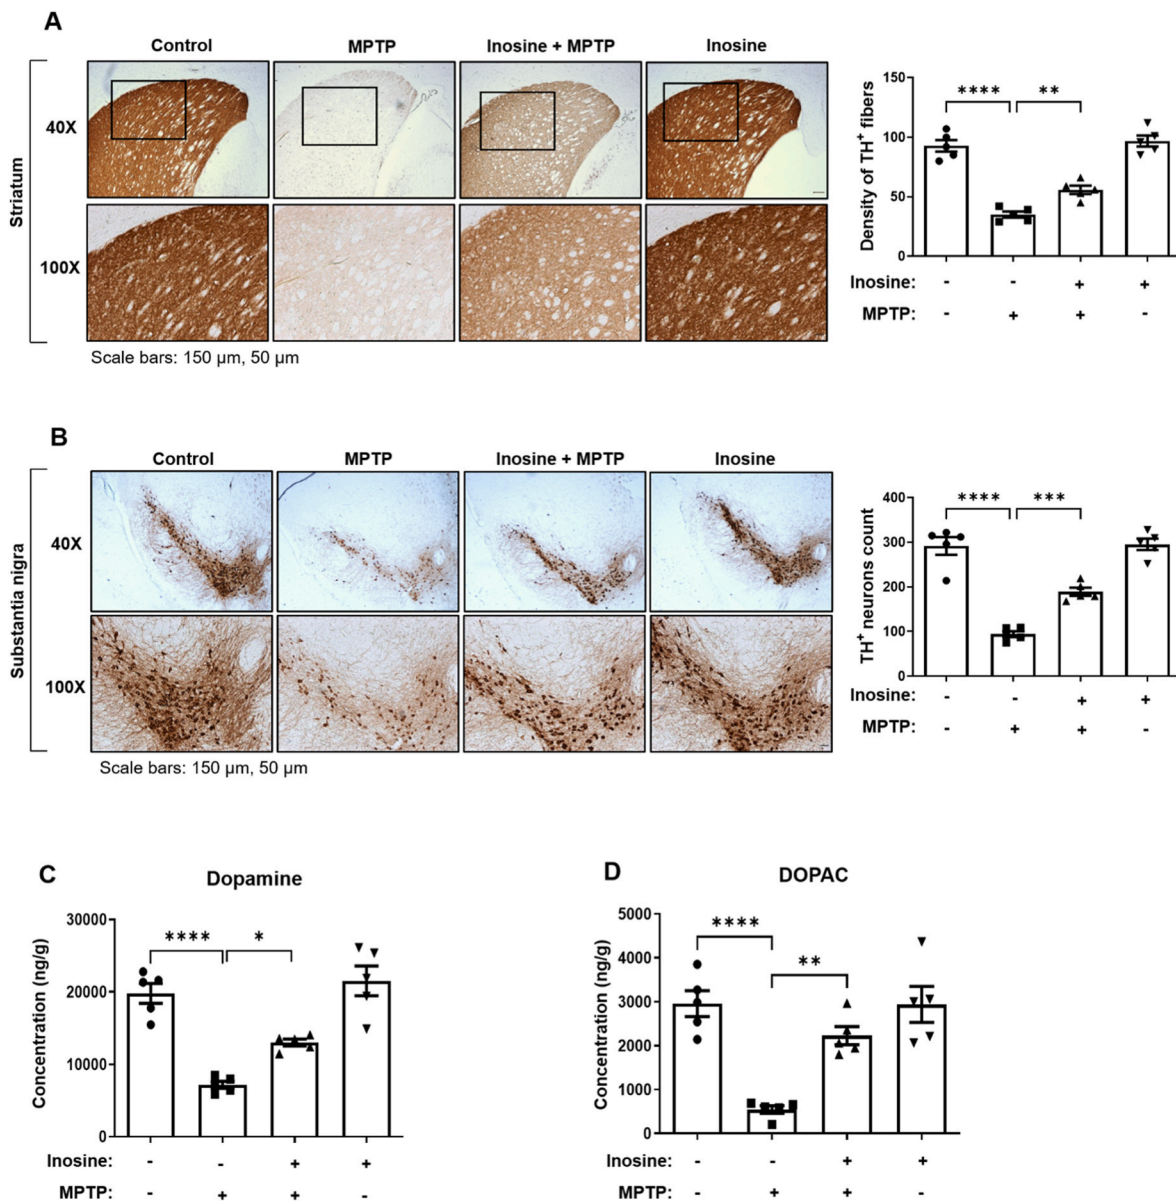 A
Control MPTP Inosine + MPTP Inosine
Striatum
40X
100X
Scale bars: 150 µm, 50 µm
Density of TH+ fibers
150
100
50
0
**** **
Inosine: - - + +
MPTP: - + + -
B
Control MPTP Inosine + MPTP Inosine
Substantia nigra
40X
100X
Scale bars: 150 µm, 50 µm
TH+ neurons count
400
300
200
100
0
**** ***
Inosine: - - + +
MPTP: - + + -
C
Dopamine
Concentration (ng/g)
30000
20000
10000
0
**** *
Inosine: - - + +
MPTP: - + + -
D
DOPAC
Concentration (ng/g)
5000
4000
3000
2000
1000
0
****
**
Inosine: - - + +
MPTP: - + + -